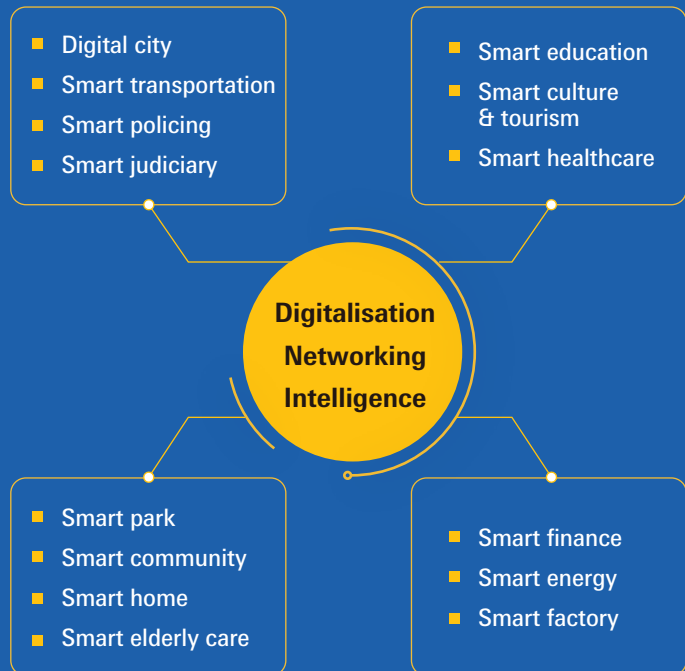 Digital city
Smart transportation
Smart policing
Smart judiciary
Smart education
Smart culture
& tourism
Smart healthcare
Digitalisation
Networking
Intelligence
Smart park
Smart community
Smart home
Smart elderly care
Smart finance
Smart energy
Smart factory